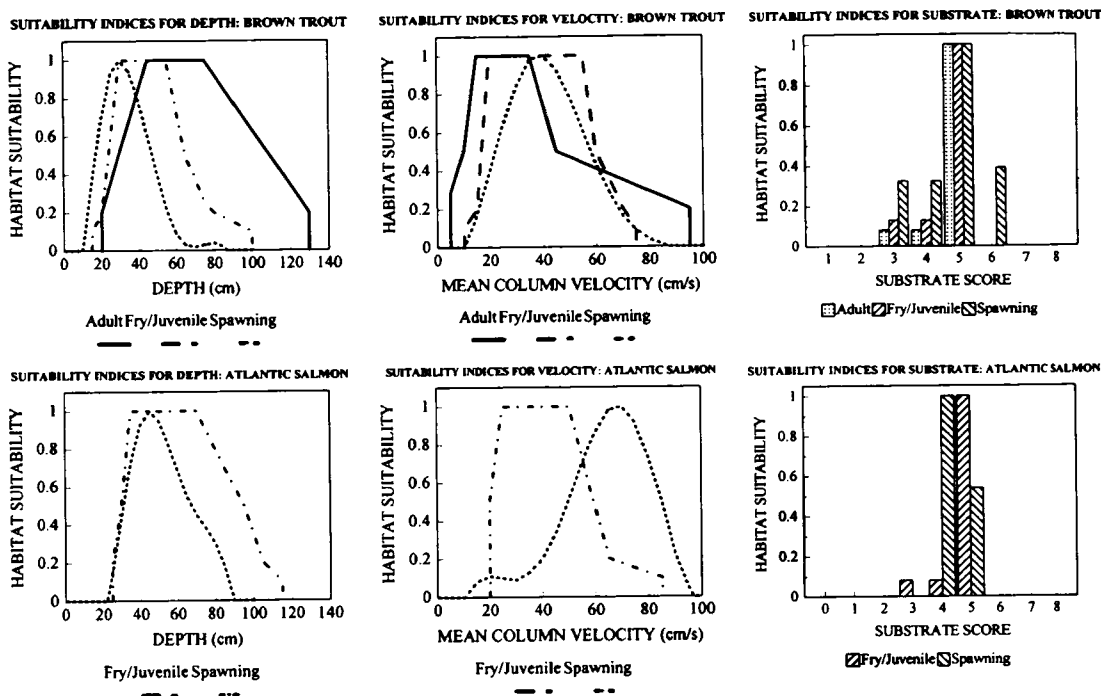 SUITABILITY INDICES FOR DEPTH: BROWN TROUT
HABITAT SUITABILITY
1
0.8
0.6
0.4
0.2
0
0 20 40 60 80 100 120 140
DEPTH (cm)
Adult Fry/Juvenile Spawning
SUITABILITY INDICES FOR VELOCITY: BROWN TROUT
HABITAT SUITABILITY
1
0.8
0.6
0.4
0.2
0
0 20 40 60 80 100
MEAN COLUMN VELOCITY (cm/s)
Adult Fry/Juvenile Spawning
SUITABILITY INDICES FOR SUBSTRATE: BROWN TROUT
HABITAT SUITABILITY
1
0.8
0.6
0.4
0.2
0
1 2 3 4 5 6 7 8
SUBSTRATE SCORE
Adult Fry/Juvenile Spawning
SUITABILITY INDICES FOR DEPTH: ATLANTIC SALMON
HABITAT SUITABILITY
1
0.8
0.6
0.4
0.2
0
0 20 40 60 80 100 120 140
DEPTH (cm)
Fry/Juvenile Spawning
SUITABILITY INDICES FOR VELOCITY: ATLANTIC SALMON
HABITAT SUITABILITY
1
0.8
0.6
0.4
0.2
0
0 20 40 60 80 100
MEAN COLUMN VELOCITY (cm/s)
Fry/Juvenile Spawning
SUITABILITY INDICES FOR SUBSTRATE: ATLANTIC SALMON
HABITAT SUITABILITY
1
0.8
0.6
0.4
0.2
0
0 1 2 3 4 5 6 7 8
SUBSTRATE SCORE
Fry/Juvenile Spawning